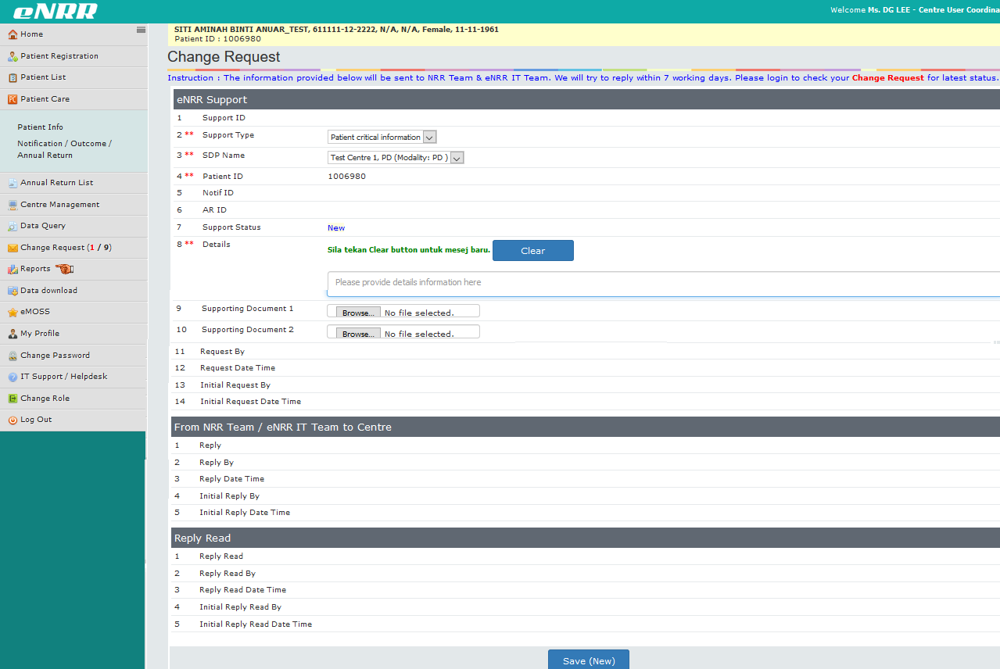 eNRR
Welcome Ms. DG LEE - Centre User Coordina
Home
Patient Registration
Patient List
Patient Care
Patient Info
Notification / Outcome /
Annual Return
Annual Return List
Centre Management
Data Query
Change Request (1 / 9)
Reports
Data download
eMOSS
My Profile
Change Password
IT Support / Helpdesk
Change Role
Log Out
SITI AMINAH BINTI ANUAR_TEST, 611111-12-2222, N/A, N/A, Female, 11-11-1961
Patient ID : 1006980
Change Request
Instruction : The information provided below will be sent to NRR Team & eNRR IT Team. We will try to reply within 7 working days. Please login to check your Change Request for latest status.
eNRR Support
1 Support ID
2 ** Support Type Patient critical information
3 ** SDP Name Test Centre 1, PD (Modality: PD )
4 ** Patient ID 1006980
5 Notif ID
6 AR ID
7 Support Status New
8 ** Details Sila tekan Clear button untuk mesej baru. Clear
Please provide details information here
9 Supporting Document 1 Browse... No file selected.
10 Supporting Document 2 Browse... No file selected.
11 Request By
12 Request Date Time
13 Initial Request By
14 Initial Request Date Time
From NRR Team / eNRR IT Team to Centre
1 Reply
2 Reply By
3 Reply Date Time
4 Initial Reply By
5 Initial Reply Date Time
Reply Read
1 Reply Read
2 Reply Read By
3 Reply Read Date Time
4 Initial Reply Read By
5 Initial Reply Read Date Time
Save (New)